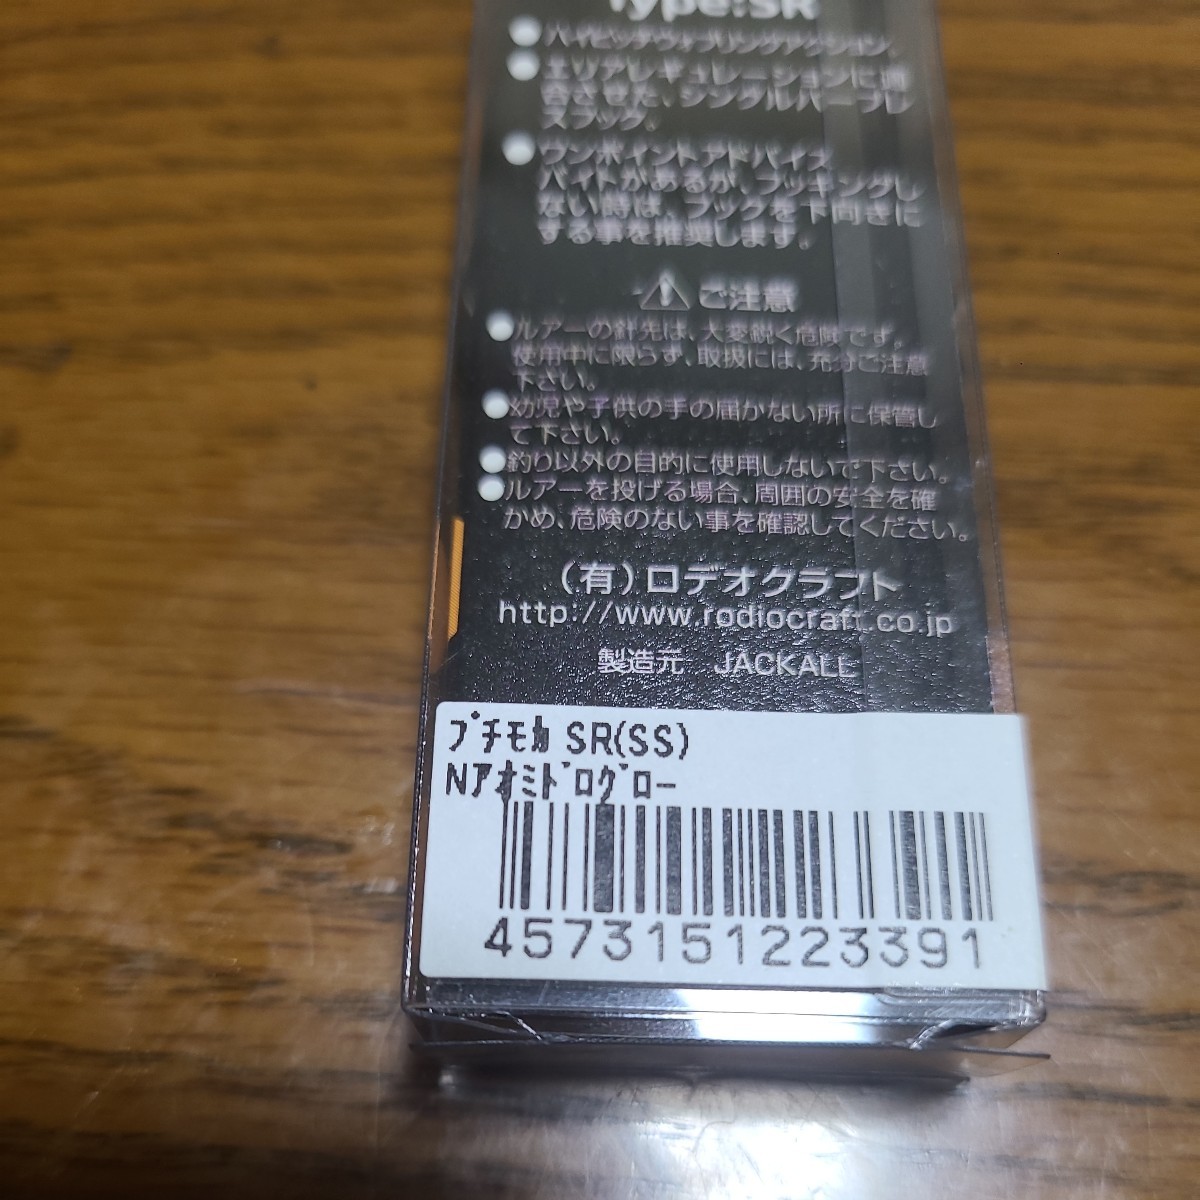 Type:SR
●ハイピッチウォブリングアクション。
●エリアレギュレーションに適
合させた、シングルバーブレ
スフック。
●ワンポイントアドバイス
バイトがあるが、フッキングし
ない時は、フックを下向きに
する事を推奨します。
⚠ご注意
●ルアーの針先は、大変鋭く危険です。
使用中に限らず、取扱には、充分ご注意
下さい。
●幼児や子供の手の届かない所に保管し
て下さい。
●釣り以外の目的に使用しないで下さい。
●ルアーを投げる場合、周囲の安全を確
かめ、危険のない事を確認してください。
(有)ロデオクラフト
http://www.rodiocraft.co.jp
製造元 JACKALL
プチモカ SR(SS)
Nアオミドログロー
4573151223391